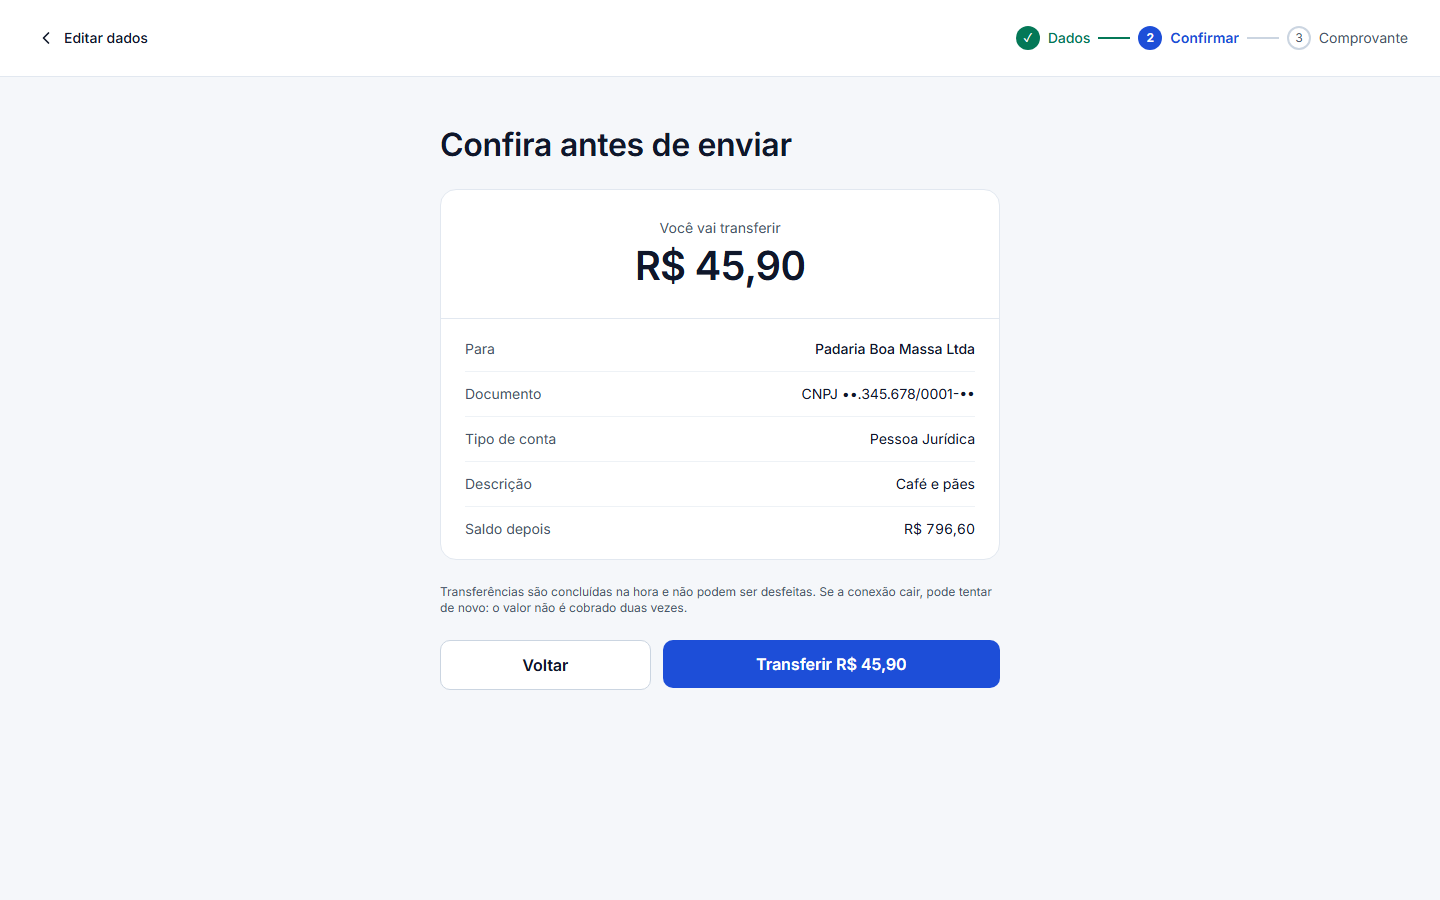 Editar dados
✓ Dados 2 Confirmar 3 Comprovante
Confira antes de enviar
Você vai transferir
R$ 45,90
Para Padaria Boa Massa Ltda
Documento CNPJ ••.345.678/0001-••
Tipo de conta Pessoa Jurídica
Descrição Café e pães
Saldo depois R$ 796,60
Transferências são concluídas na hora e não podem ser desfeitas. Se a conexão cair, pode tentar
de novo: o valor não é cobrado duas vezes.
Voltar Transferir R$ 45,90